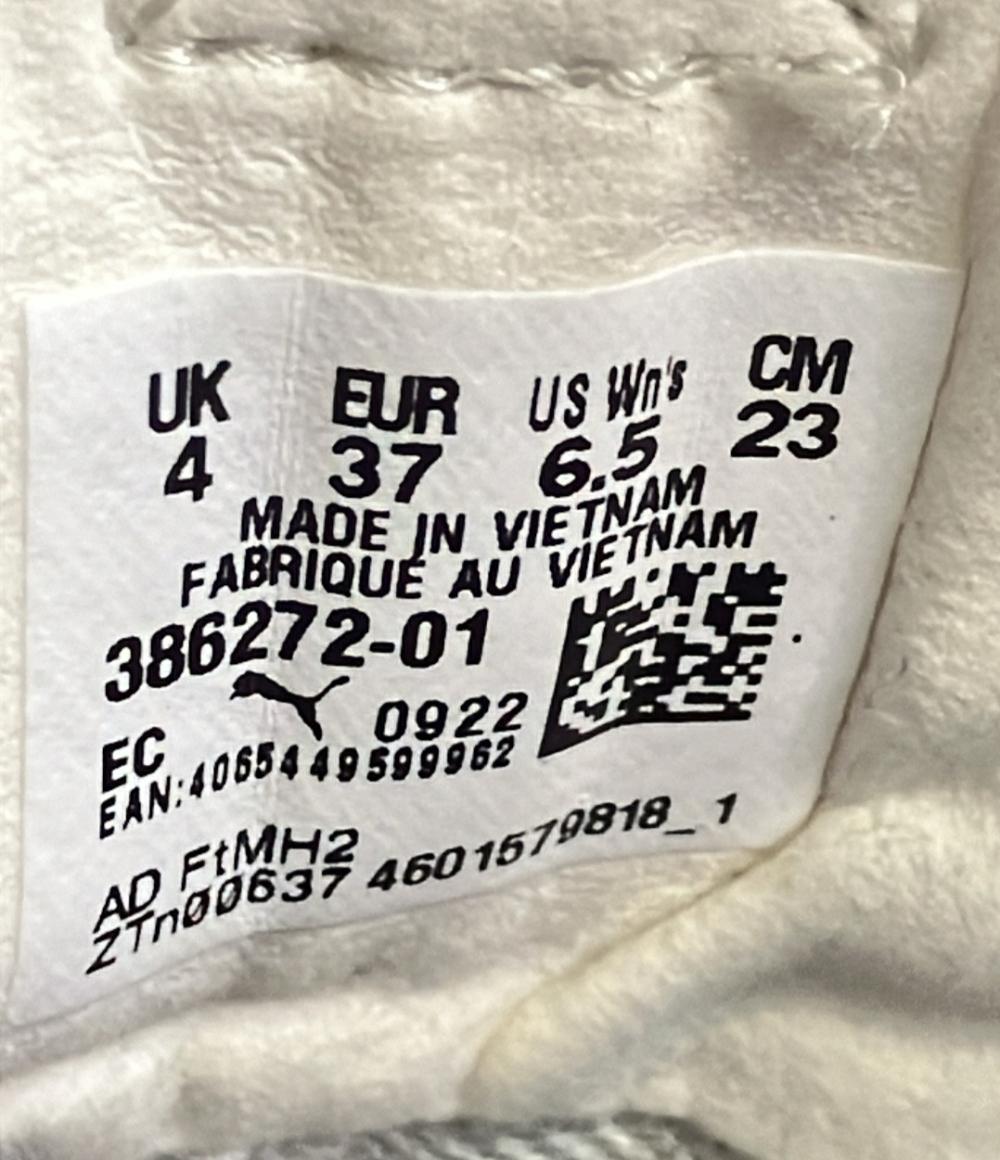 UK EUR US Wn's CM
4 37 6.5 23
MADE IN VIETNAM
FABRIQUE AU VIETNAM
386272-01
EC 0922
EAN:4065449599962
AD FtMH2
ZTn00637 4601579818_1